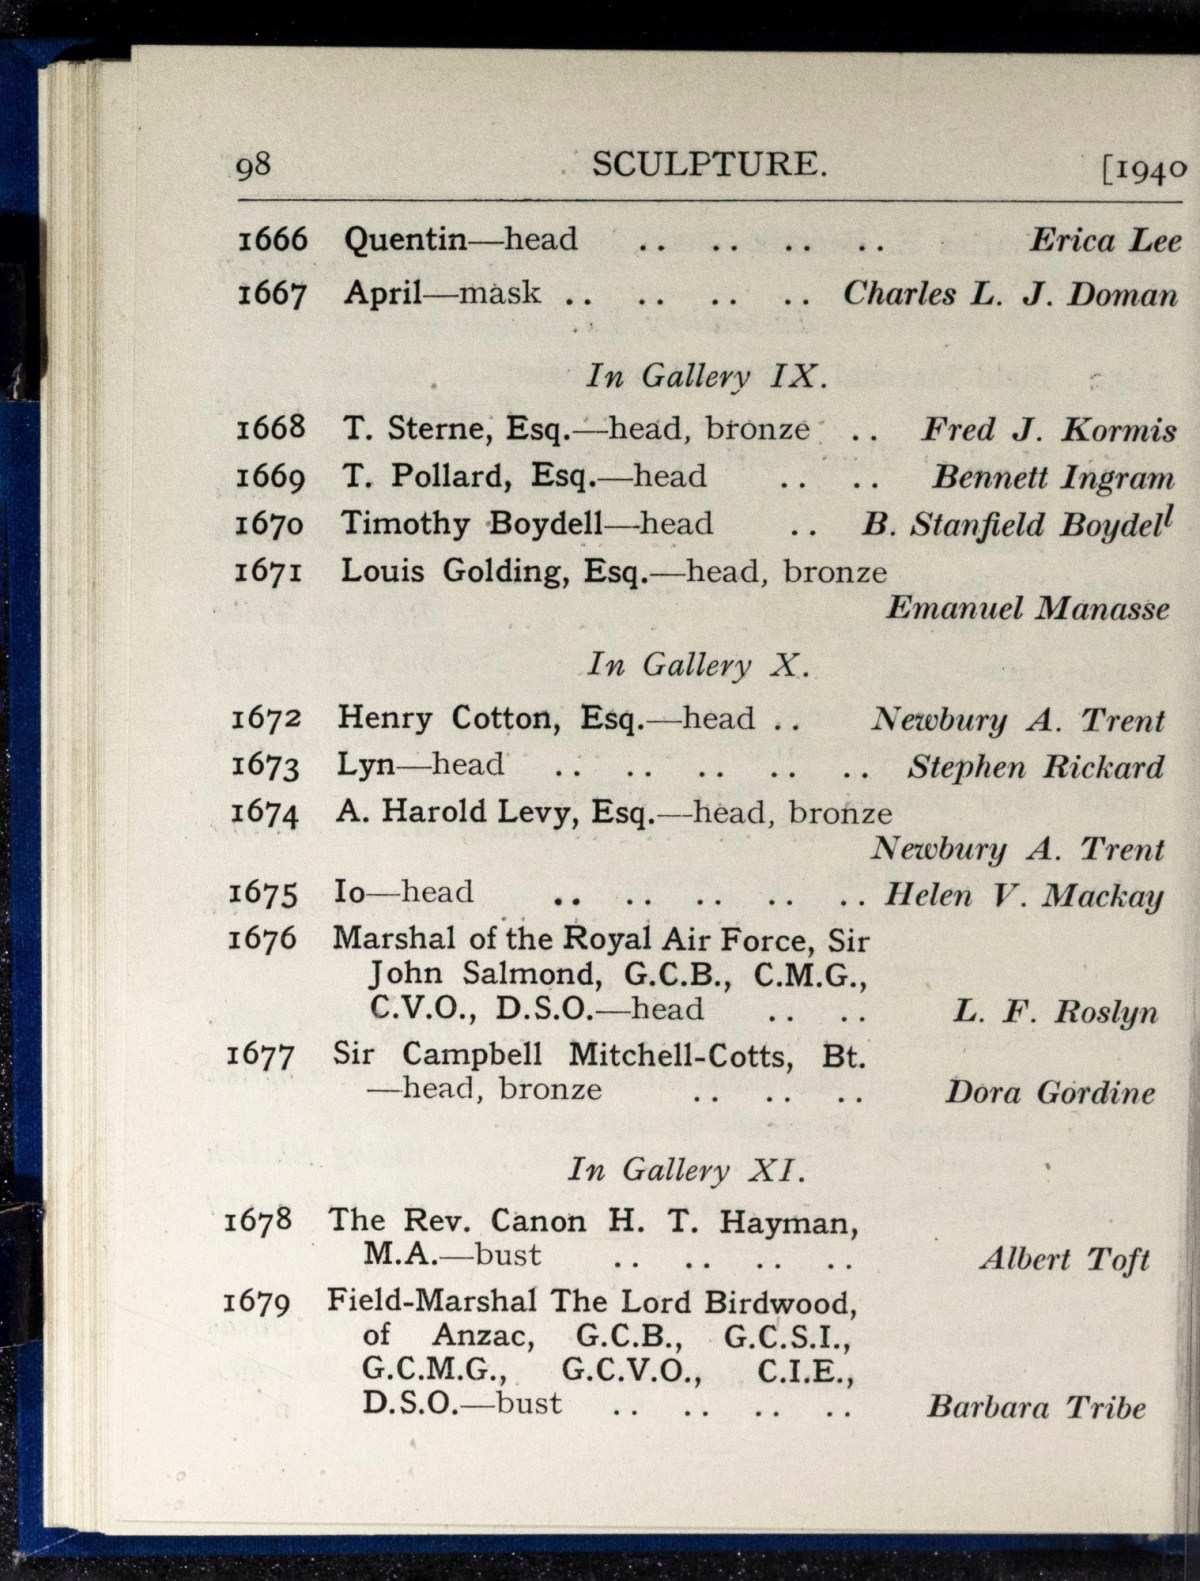 98 SCULPTURE. [1940
1666 Quentin—head .. .. .. .. Erica Lee
1667 April—mask .. .. .. .. Charles L. J. Doman
In Gallery IX.
1668 T. Sterne, Esq.—head, bronze .. Fred J. Kormis
1669 T. Pollard, Esq.—head .. .. Bennett Ingram
1670 Timothy Boydell—head .. B. Stanfield Boydell
1671 Louis Golding, Esq.—head, bronze
Emanuel Manasse
In Gallery X.
1672 Henry Cotton, Esq.—head .. Newbury A. Trent
1673 Lyn—head .. .. .. .. .. Stephen Rickard
1674 A. Harold Levy, Esq.—head, bronze
Newbury A. Trent
1675 Io—head .. .. .. .. .. Helen V. Mackay
1676 Marshal of the Royal Air Force, Sir
John Salmond, G.C.B., C.M.G.,
C.V.O., D.S.O.—head .. .. L. F. Roslyn
1677 Sir Campbell Mitchell-Cotts, Bt.
—head, bronze .. .. .. Dora Gordine
In Gallery XI.
1678 The Rev. Canon H. T. Hayman,
M.A.—bust .. .. .. .. Albert Toft
1679 Field-Marshal The Lord Birdwood,
of Anzac, G.C.B., G.C.S.I.,
G.C.M.G., G.C.V.O., C.I.E.,
D.S.O.—bust .. .. .. .. Barbara Tribe